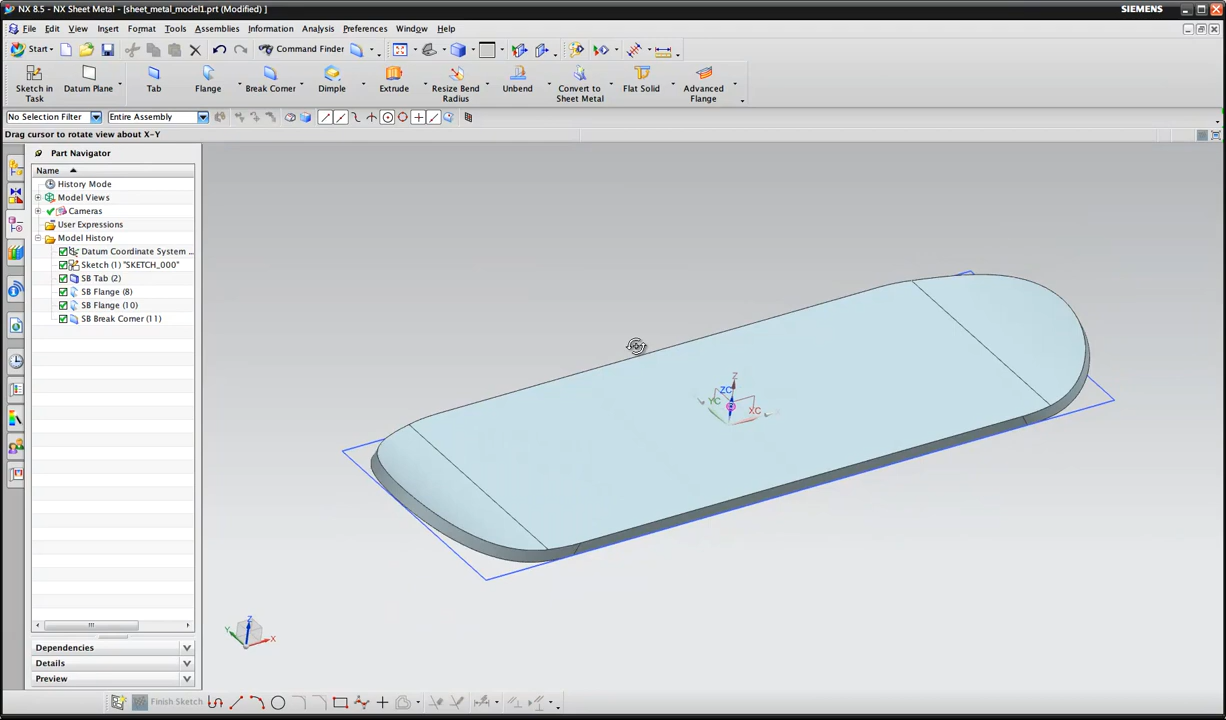 NX 8.5 - NX Sheet Metal - [sheet_metal_model1.prt (Modified) ]
SIEMENS
File Edit View Insert Format Tools Assemblies Information Analysis Preferences Window Help
Start
Command Finder
Sketch in Task
Datum Plane
Tab
Flange
Break Corner
Dimple
Extrude
Resize Bend Radius
Unbend
Convert to Sheet Metal
Flat Solid
Advanced Flange
No Selection Filter
Entire Assembly
Drag cursor to rotate view about X-Y
Part Navigator
Name
History Mode
Model Views
Cameras
User Expressions
Model History
Datum Coordinate System ...
Sketch (1) "SKETCH_000"
SB Tab (2)
SB Flange (8)
SB Flange (10)
SB Break Corner (11)
Z
ZC
YC
XC
Z
Y
X
Dependencies
Details
Preview
Finish Sketch